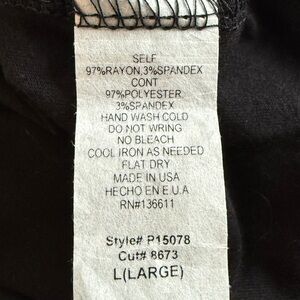 SELF
97%RAYON,3%SPANDEX
CONT
97%POLYESTER
3%SPANDEX
HAND WASH COLD
DO NOT WRING
NO BLEACH
COOL IRON AS NEEDED
FLAT DRY
MADE IN USA
HECHO EN E.U.A
RN#136611
Style# P15078
Cut# 8673
L(LARGE)